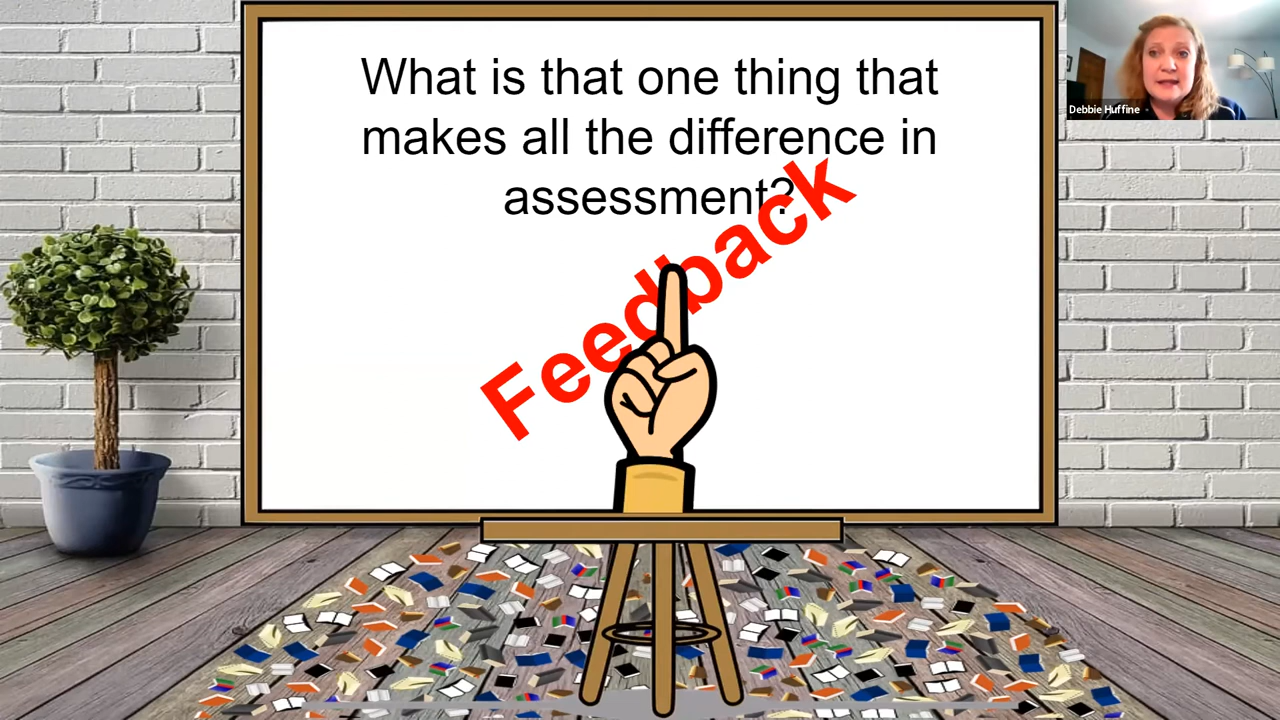 What is that one thing that
makes all the difference in
assessment?
Feedback
Debbie Huffine